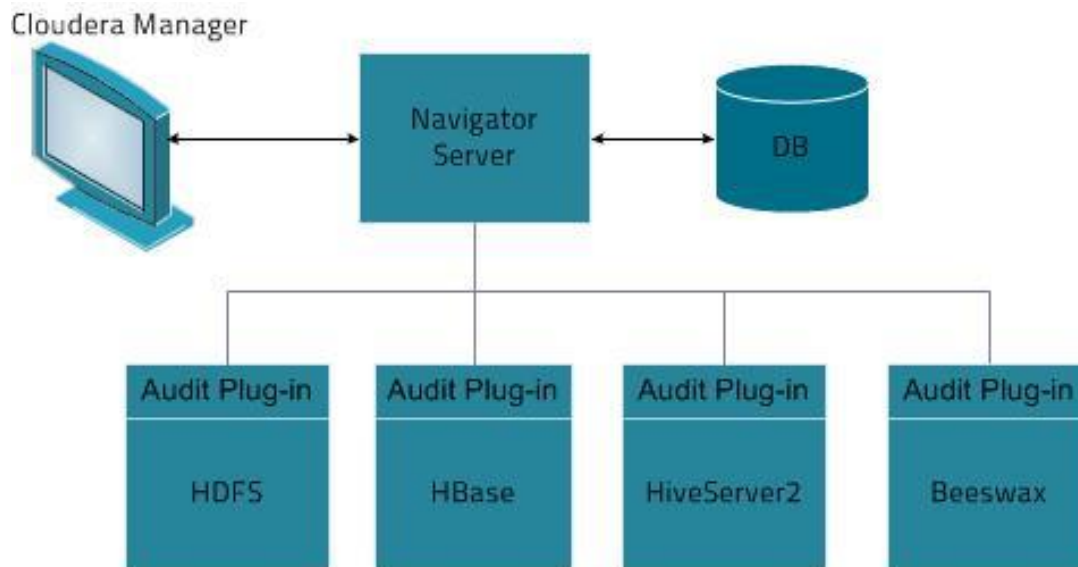 Cloudera Manager
Navigator
Server
DB
Audit Plug-in
HDFS
Audit Plug-in
HBase
Audit Plug-in
HiveServer2
Audit Plug-in
Beeswax